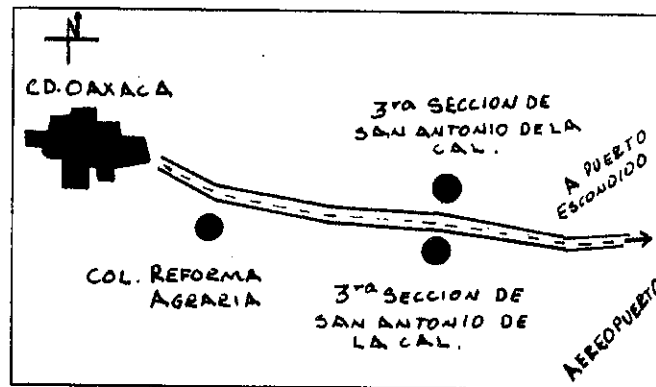 N
CD. OAXACA
3ra SECCION DE
SAN ANTONIO DE LA
CAL.
A PUERTO
ESCONDIDO
COL. REFORMA
AGRARIA
3ra SECCION DE
SAN ANTONIO DE
LA CAL.
AEREOPUERTO